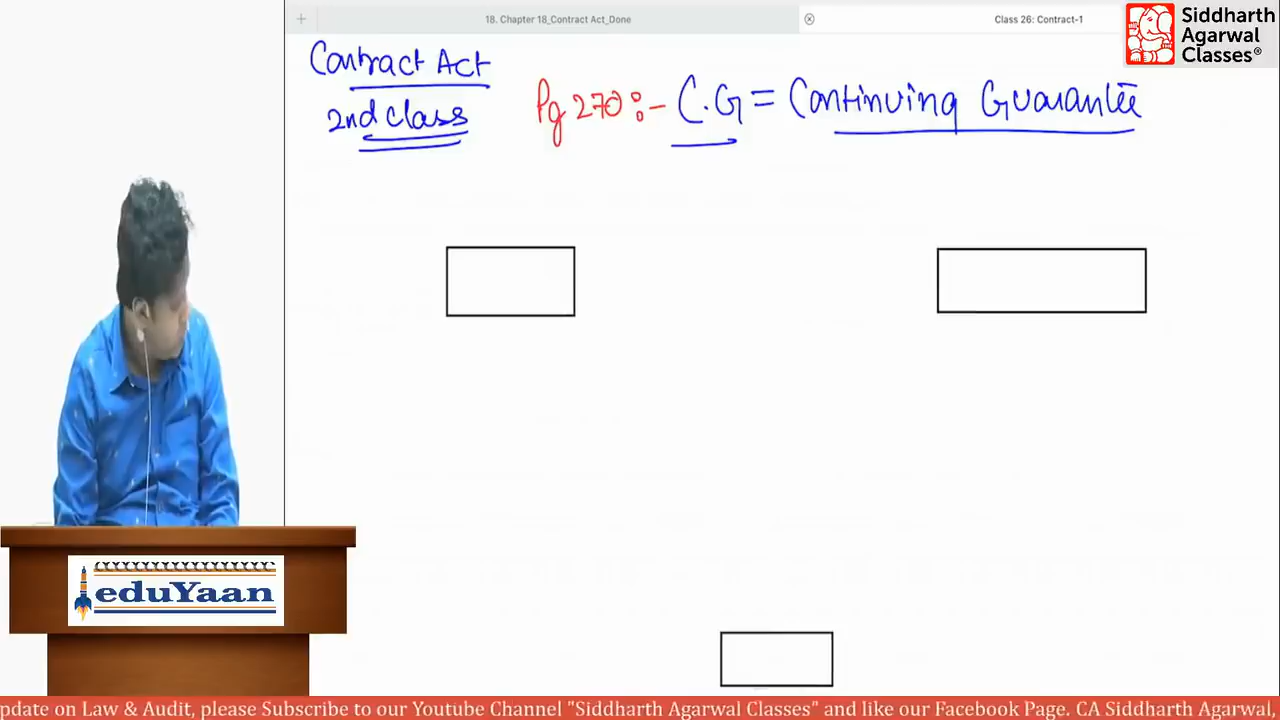 18. Chapter 18_Contract Act_Done
Class 26: Contract-1
Siddharth
Agarwal
Classes®
Contract Act
2nd Class
Pg 270 :- C.G = Continuing Guarantee
eduYaan
pdate on Law & Audit, please Subscribe to our Youtube Channel "Siddharth Agarwal Classes" and like our Facebook Page. CA Siddharth Agarwal,